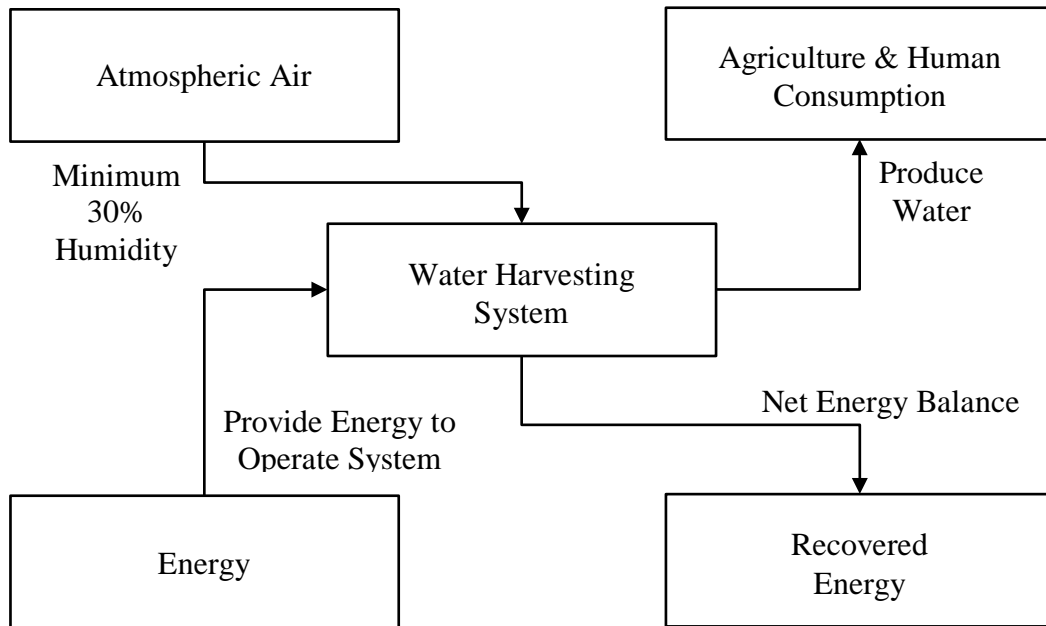 Atmospheric Air
Agriculture & Human
Consumption
Minimum
30%
Humidity
Produce
Water
Water Harvesting
System
Provide Energy to
Operate System
Net Energy Balance
Energy
Recovered
Energy